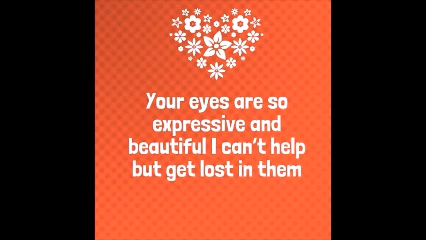 Your eyes are so
expressive and
beautiful I can't help
but get lost in them